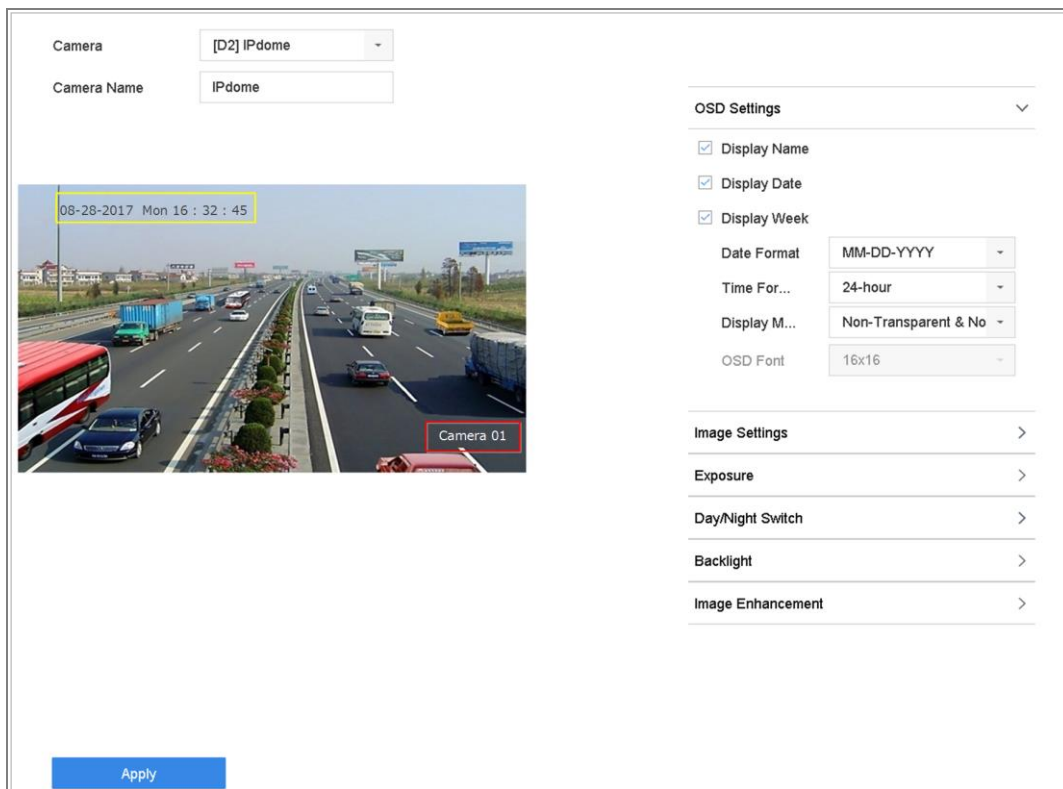 Camera
[D2] IPdome
Camera Name
IPdome
08-28-2017 Mon 16 : 32 : 45
Camera 01
OSD Settings
Display Name
Display Date
Display Week
Date Format
MM-DD-YYYY
Time For...
24-hour
Display M...
Non-Transparent & No
OSD Font
16x16
Image Settings
Exposure
Day/Night Switch
Backlight
Image Enhancement
Apply